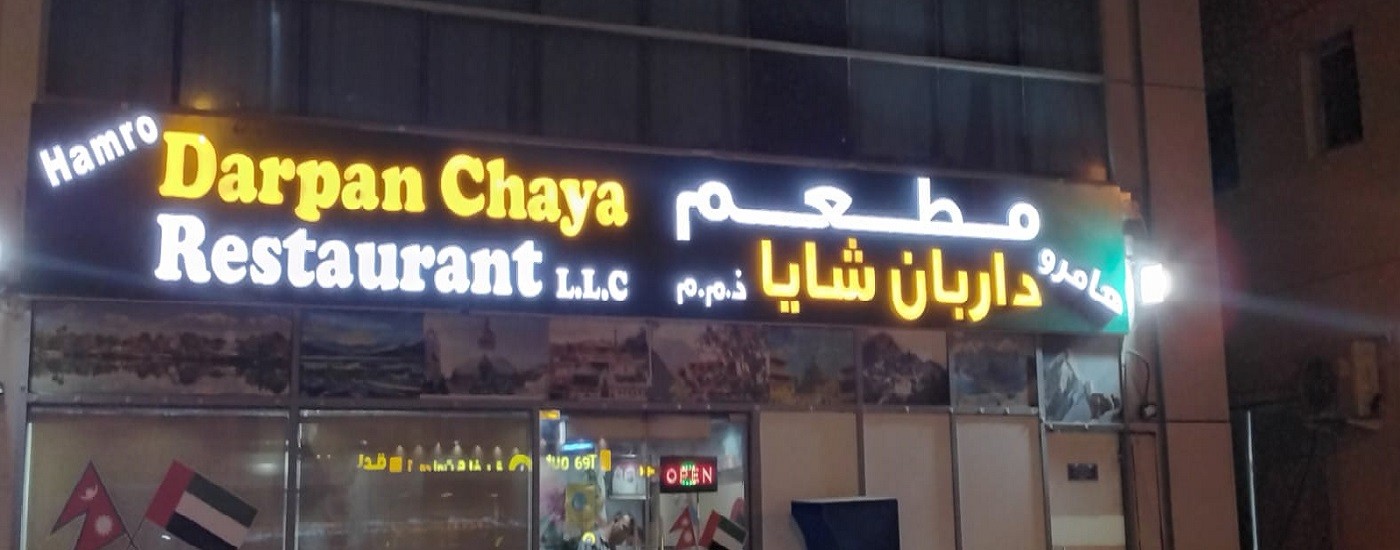 Hamro
Darpan Chaya
Restaurant L.L.C
مطعم
هامرو
داربان شايا ذ.م.م
OPEN